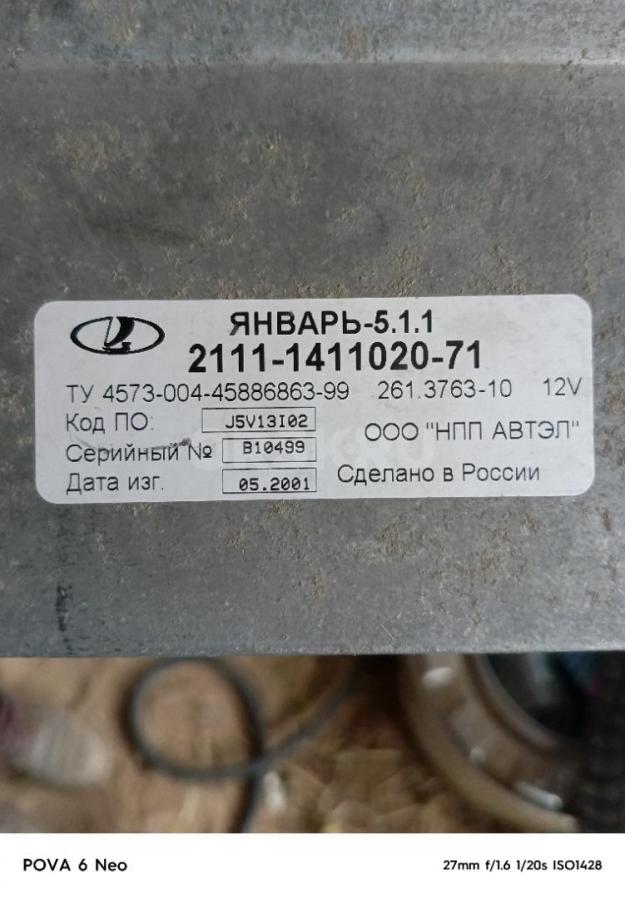 ЯНВАРЬ-5.1.1
2111-1411020-71
ТУ 4573-004-45886863-99 261.3763-10 12V
Код ПО: J5V13I02
ООО "НПП АВТЭЛ"
Серийный № B10499
Дата изг. 05.2001
Сделано в России
POVA 6 Neo
27mm f/1.6 1/20s ISO1428